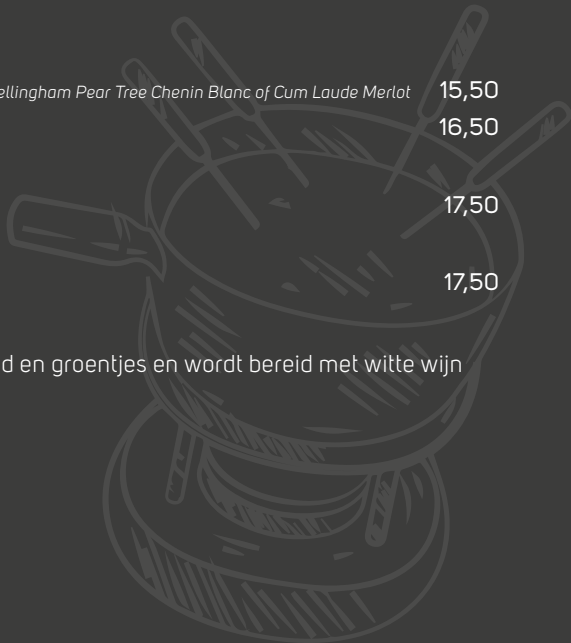 ellingham Pear Tree Chenin Blanc of Cum Laude Merlot 15,50
16,50
17,50
17,50
d en groentjes en wordt bereid met witte wijn